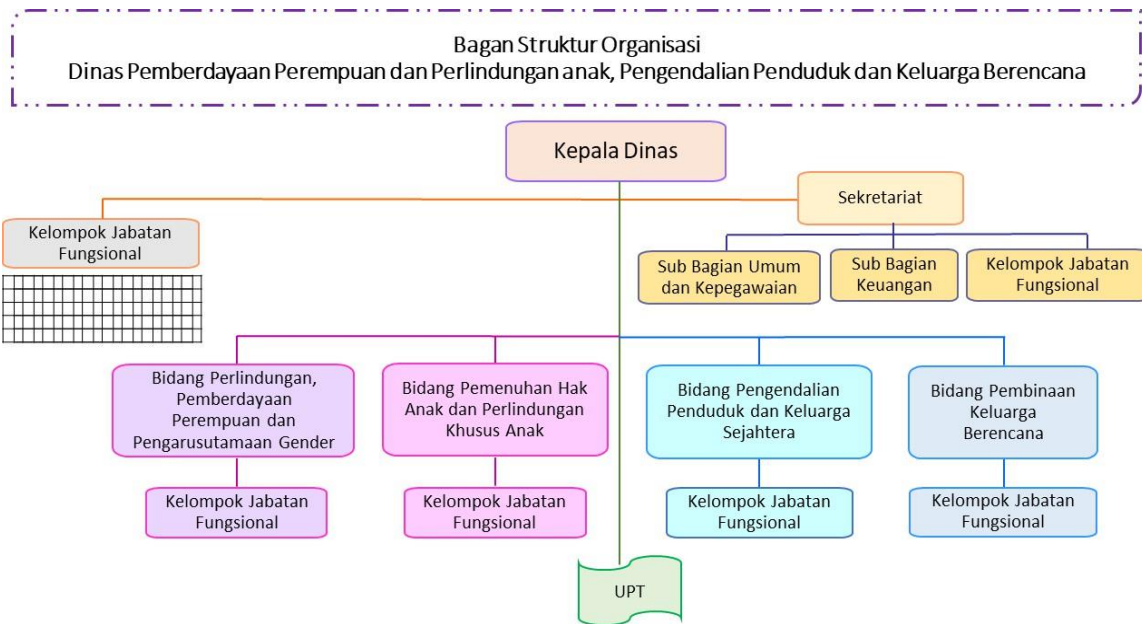 Bagan Struktur Organisasi
Dinas Pemberdayaan Perempuan dan Perlindungan anak, Pengendalian Penduduk dan Keluarga Berencana
Kepala Dinas
Sekretariat
Kelompok Jabatan
Fungsional
Sub Bagian Umum
dan Kepegawaian
Sub Bagian
Keuangan
Kelompok Jabatan
Fungsional
Bidang Perlindungan,
Pemberdayaan
Perempuan dan
Pengarusutamaan Gender
Bidang Pemenuhan Hak
Anak dan Perlindungan
Khusus Anak
Bidang Pengendalian
Penduduk dan Keluarga
Sejahtera
Bidang Pembinaan
Keluarga
Berencana
Kelompok Jabatan
Fungsional
Kelompok Jabatan
Fungsional
Kelompok Jabatan
Fungsional
Kelompok Jabatan
Fungsional
UPT